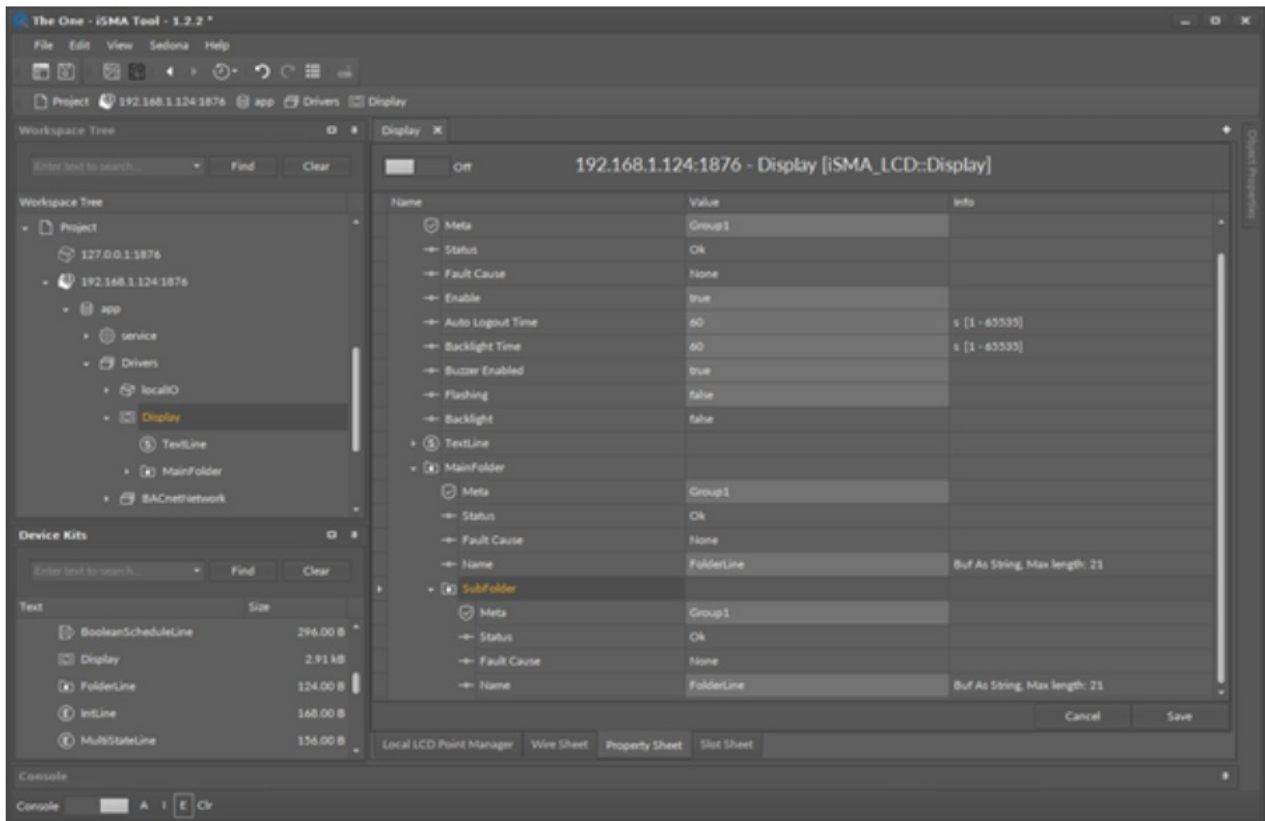 The One - iSMA Tool - 1.2.2 *
File Edit View Sedona Help
Project 192.168.1.124:1876 app Drivers Display
Workspace Tree
Enter text to search... Find Clear
Workspace Tree
Project
127.0.0.1:1876
192.168.1.124:1876
app
service
Drivers
localIO
Display
TextLine
MainFolder
BACnetNetwork
Device Kits
Enter text to search... Find Clear
Text Size
BooleanScheduleLine 296.00 B
Display 2.91 kB
FolderLine 124.00 B
IntLine 168.00 B
MultiStateLine 156.00 B
Display
Off 192.168.1.124:1876 - Display [iSMA_LCD::Display]
Name Value Info
Meta Group1
Status Ok
Fault Cause None
Enable true
Auto Logout Time 60 s [1 - 65535]
Backlight Time 60 s [1 - 65535]
Buzzer Enabled true
Flashing false
Backlight false
TextLine
MainFolder
Meta Group1
Status Ok
Fault Cause None
Name FolderLine Buf As String, Max length: 21
SubFolder
Meta Group1
Status Ok
Fault Cause None
Name FolderLine Buf As String, Max length: 21
Cancel Save
Local LCD Point Manager Wire Sheet Property Sheet Slot Sheet
Object Properties
Console
Console A I E Clr